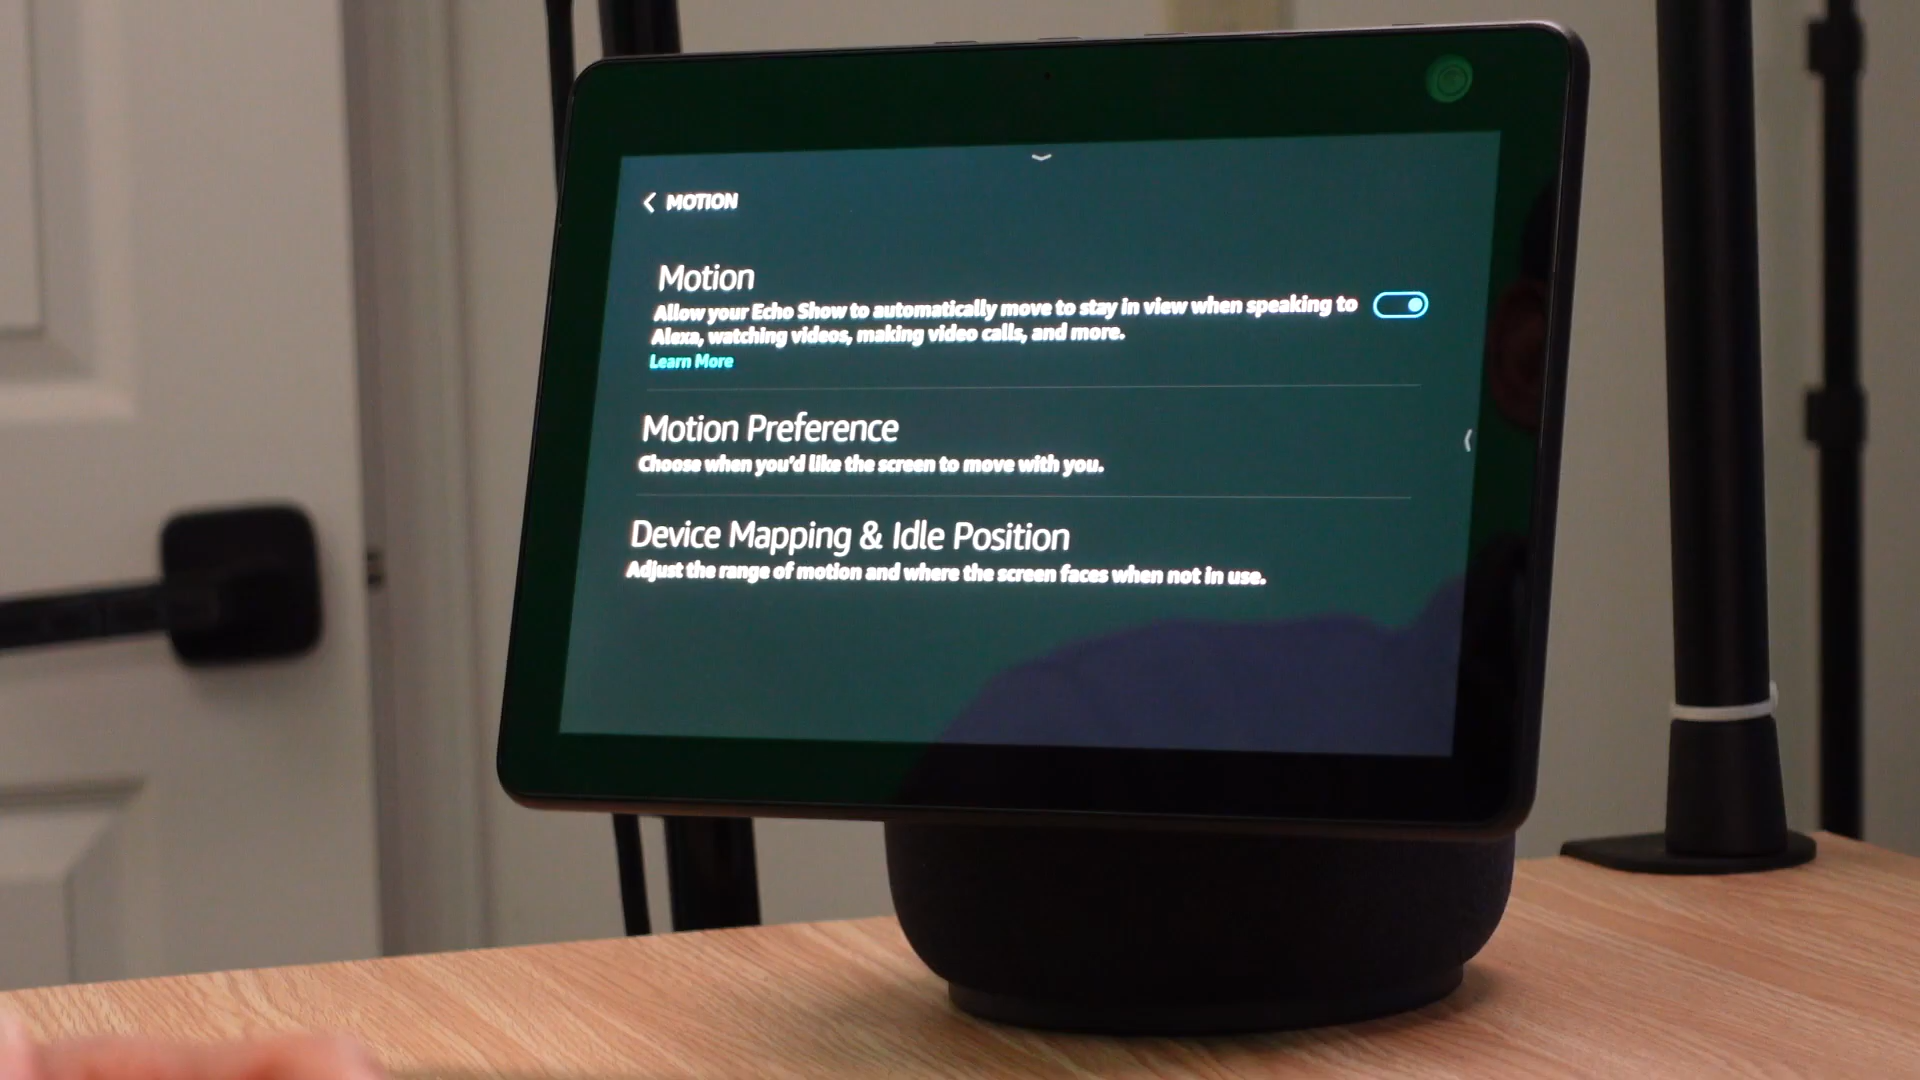 MOTION
Motion
Allow your Echo Show to automatically move to stay in view when speaking to
Alexa, watching videos, making video calls, and more.
Learn More
Motion Preference
Choose when you'd like the screen to move with you.
Device Mapping & Idle Position
Adjust the range of motion and where the screen faces when not in use.